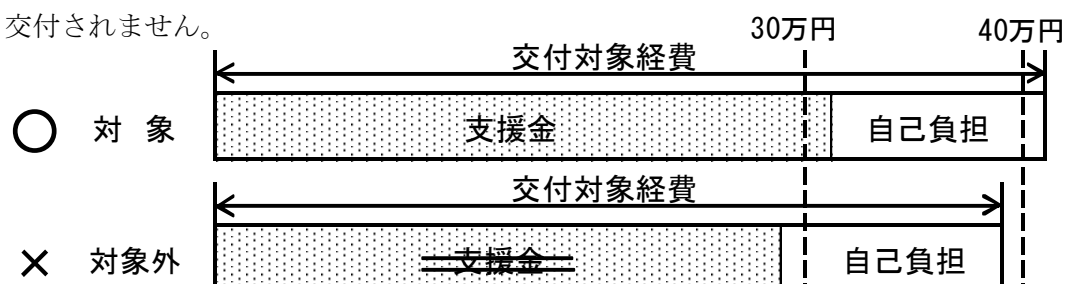 交付されません。
30万円 40万円
交付対象経費
○ 対 象 支援金 自己負担
交付対象経費
× 対象外 支援金 自己負担